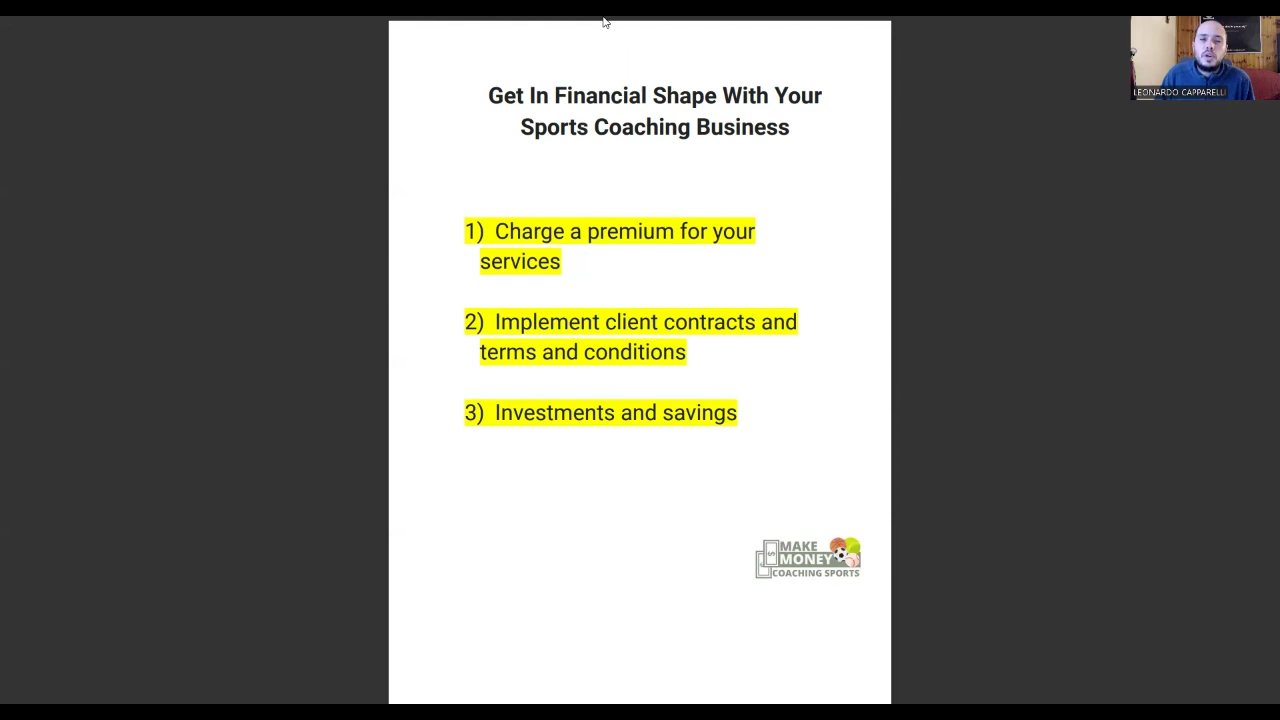 LEONARDO CAPPARELLI
Get In Financial Shape With Your
Sports Coaching Business
1) Charge a premium for your
services
2) Implement client contracts and
terms and conditions
3) Investments and savings
MAKE
MONEY
COACHING SPORTS